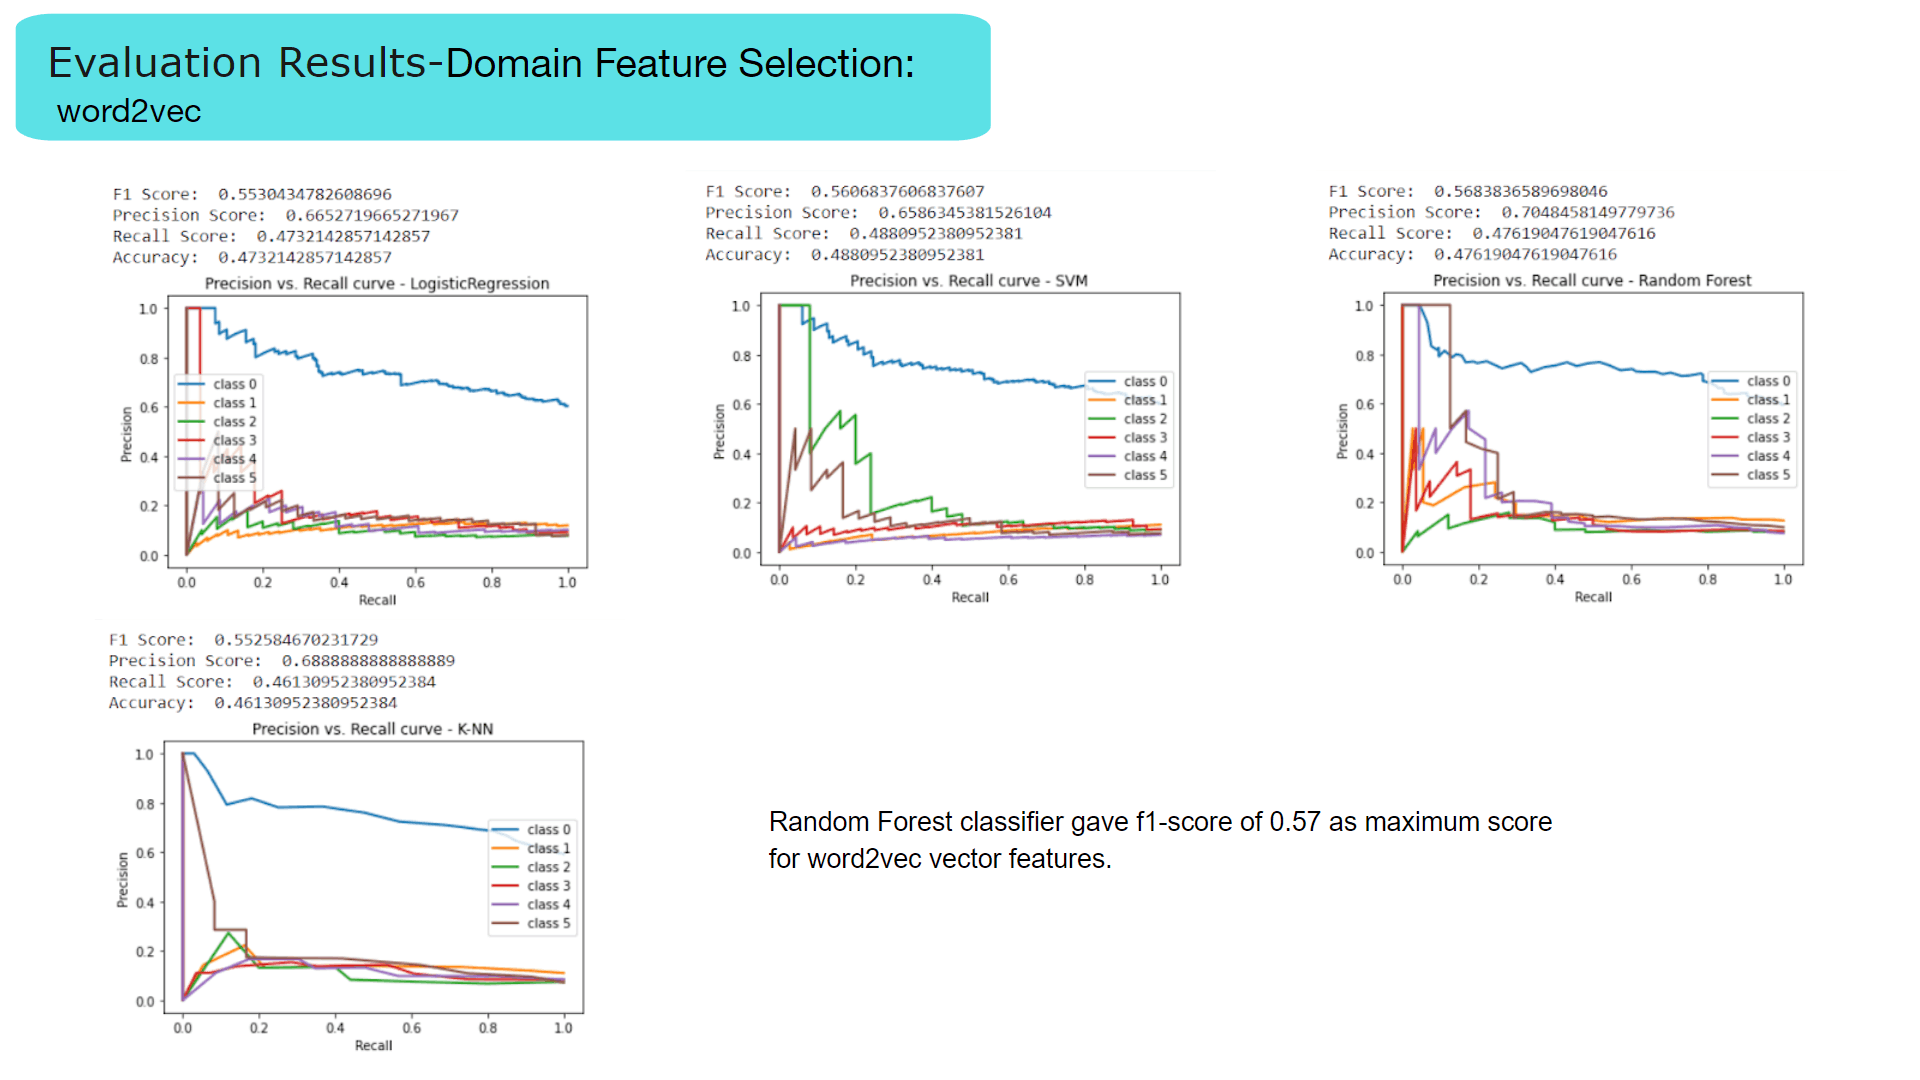 Evaluation Results-Domain Feature Selection:
word2vec
F1 Score:  0.5530434782608696
Precision Score:  0.6652719665271967
Recall Score:  0.4732142857142857
Accuracy:  0.4732142857142857
Precision vs. Recall curve - LogisticRegression
1.0
0.8
0.6
0.4
0.2
0.0
Precision
class 0
class 1
class 2
class 3
class 4
class 5
0.0 0.2 0.4 0.6 0.8 1.0
Recall
F1 Score:  0.5606837606837607
Precision Score:  0.6586345381526104
Recall Score:  0.4880952380952381
Accuracy:  0.4880952380952381
Precision vs. Recall curve - SVM
1.0
0.8
0.6
0.4
0.2
0.0
Precision
class 0
class 1
class 2
class 3
class 4
class 5
0.0 0.2 0.4 0.6 0.8 1.0
Recall
F1 Score:  0.5683836589698046
Precision Score:  0.7048458149779736
Recall Score:  0.47619047619047616
Accuracy:  0.47619047619047616
Precision vs. Recall curve - Random Forest
1.0
0.8
0.6
0.4
0.2
0.0
Precision
class 0
class 1
class 2
class 3
class 4
class 5
0.0 0.2 0.4 0.6 0.8 1.0
Recall
F1 Score:  0.552584670231729
Precision Score:  0.6888888888888889
Recall Score:  0.46130952380952384
Accuracy:  0.46130952380952384
Precision vs. Recall curve - K-NN
1.0
0.8
0.6
0.4
0.2
0.0
Precision
class 0
class 1
class 2
class 3
class 4
class 5
0.0 0.2 0.4 0.6 0.8 1.0
Recall
Random Forest classifier gave f1-score of 0.57 as maximum score
for word2vec vector features.